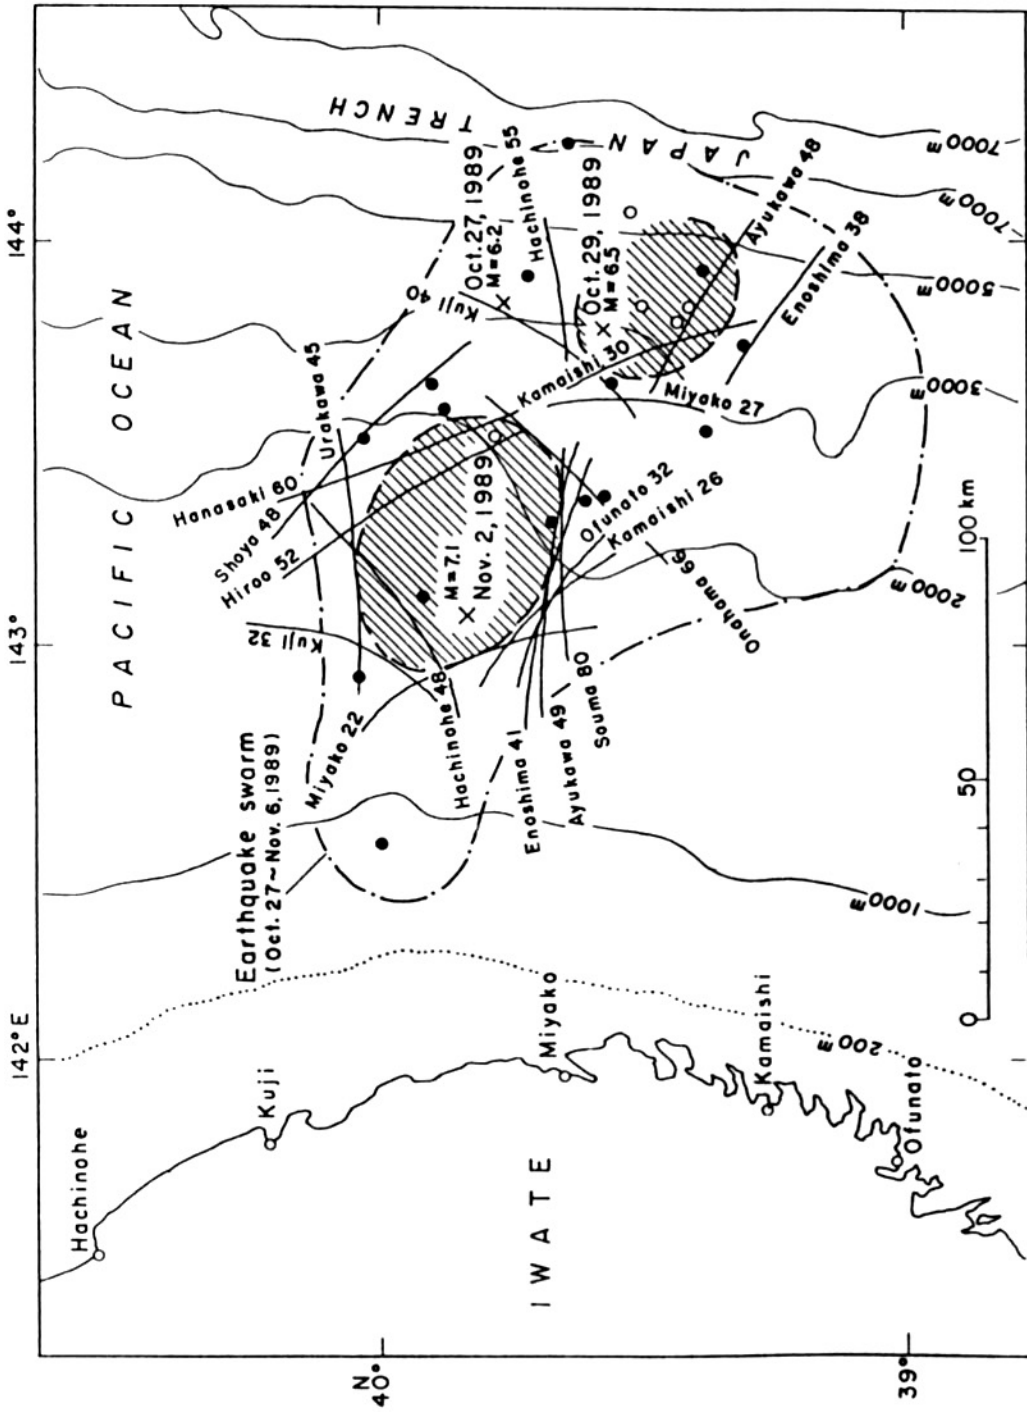 142°E
143°
144°
PACIFIC OCEAN
JAPAN TRENCH
Hachinohe
Kuji
Miyako
Kamaishi
Ofunato
IWATE
N
40°
39°
Earthquake swarm
(Oct. 27~Nov. 6, 1989)
Hanasaki 60
Shoya 48
Hiroo 52
Urakawa 45
Kuji 32
Miyako 22
Hachinohe 48
Enoshima 41
Ayukawa 49
Souma 80
M=7.1
Nov. 2, 1989
Kuji 40
Oct. 27, 1989
M=6.2
Hachinohe 55
Oct. 29, 1989
M=6.5
Kamaishi 30
Miyako 27
Ayukawa 48
Enoshima 38
Ofunato 32
Kamaishi 26
Onahama 66
200 m
1000 m
2000 m
3000 m
5000 m
7000 m
7000 m
0
50
100 km